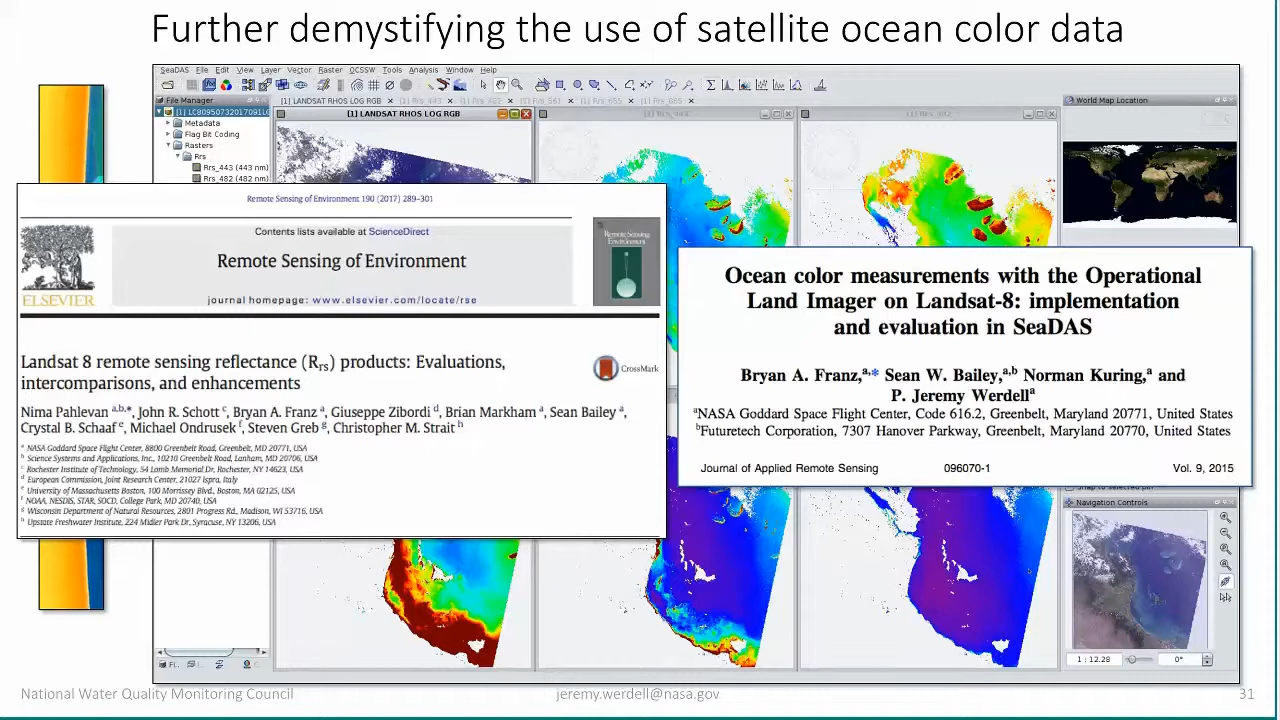 Further demystifying the use of satellite ocean color data
SeaDAS File Edit View Layer Vector Raster OCSSW Tools Analysis Window Help
File Manager
[1] LANDSAT RHOS LOG RGB
World Map Location
[1] LC80950732017091LG
Metadata
Flag Bit Coding
Rasters
Rrs
Rrs_443 (443 nm)
Rrs_482 (482 nm)
[1] LANDSAT RHOS LOG RGB
Remote Sensing of Environment 190 (2017) 289–301
Contents lists available at ScienceDirect
Remote Sensing of Environment
journal homepage: www.elsevier.com/locate/rse
ELSEVIER
Remote Sensing
Environment
Landsat 8 remote sensing reflectance (Rrs) products: Evaluations,
intercomparisons, and enhancements
CrossMark
Nima Pahlevan a,b,*, John R. Schott c, Bryan A. Franz a, Giuseppe Zibordi d, Brian Markham a, Sean Bailey a,
Crystal B. Schaaf e, Michael Ondrusek f, Steven Greb g, Christopher M. Strait h
a NASA Goddard Space Flight Center, 8800 Greenbelt Road, Greenbelt, MD 20771, USA
b Science Systems and Applications, Inc., 10210 Greenbelt Road, Lanham, MD 20706, USA
c Rochester Institute of Technology, 54 Lomb Memorial Dr, Rochester, NY 14623, USA
d European Commission, Joint Research Center, 21027 Ispra, Italy
e University of Massachusetts Boston, 100 Morrissey Blvd., Boston, MA 02125, USA
f NOAA, NESDIS, STAR, SOCD, College Park, MD 20740, USA
g Wisconsin Department of Natural Resources, 2801 Progress Rd., Madison, WI 53716, USA
h Upstate Freshwater Institute, 224 Midler Park Dr, Syracuse, NY 13206, USA
Ocean color measurements with the Operational
Land Imager on Landsat-8: implementation
and evaluation in SeaDAS
Bryan A. Franz,a,* Sean W. Bailey,a,b Norman Kuring,a and
P. Jeremy Werdella
aNASA Goddard Space Flight Center, Code 616.2, Greenbelt, Maryland 20771, United States
bFuturetech Corporation, 7307 Hanover Parkway, Greenbelt, Maryland 20770, United States
Journal of Applied Remote Sensing 096070-1 Vol. 9, 2015
Navigation Controls
1 : 12.28 0°
National Water Quality Monitoring Council jeremy.werdell@nasa.gov 31